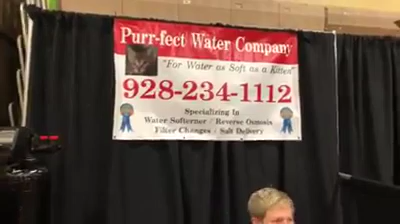 Purr-fect Water Company
"For Water as Soft as a Kitten"
928-234-1112
Specializing In
Water Softener / Reverse Osmosis
Filter Changes - Salt Delivery